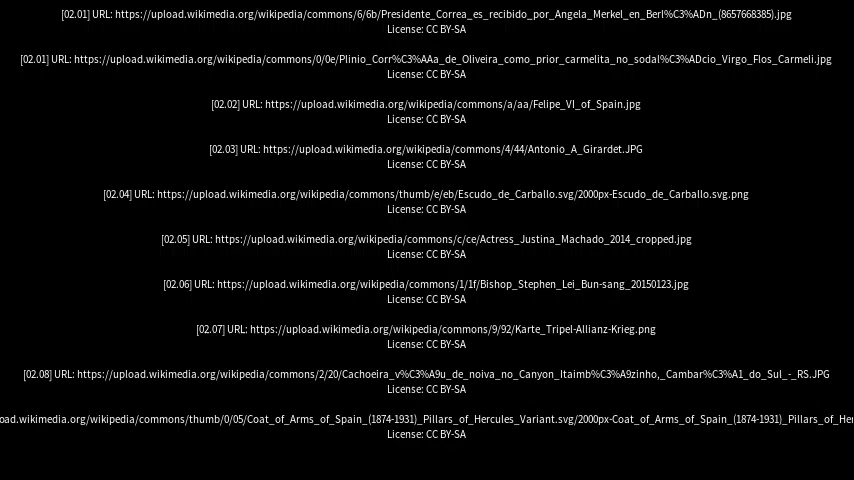 [02.01] URL: https://upload.wikimedia.org/wikipedia/commons/6/6b/Presidente_Correa_es_recibido_por_Angela_Merkel_en_Berl%C3%ADn_(8657668385).jpg
License: CC BY-SA
[02.01] URL: https://upload.wikimedia.org/wikipedia/commons/0/0e/Plinio_Corr%C3%AAa_de_Oliveira_como_prior_carmelita_no_sodal%C3%ADcio_Virgo_Flos_Carmeli.jpg
License: CC BY-SA
[02.02] URL: https://upload.wikimedia.org/wikipedia/commons/a/aa/Felipe_VI_of_Spain.jpg
License: CC BY-SA
[02.03] URL: https://upload.wikimedia.org/wikipedia/commons/4/44/Antonio_A_Girardet.JPG
License: CC BY-SA
[02.04] URL: https://upload.wikimedia.org/wikipedia/commons/thumb/e/eb/Escudo_de_Carballo.svg/2000px-Escudo_de_Carballo.svg.png
License: CC BY-SA
[02.05] URL: https://upload.wikimedia.org/wikipedia/commons/c/ce/Actress_Justina_Machado_2014_cropped.jpg
License: CC BY-SA
[02.06] URL: https://upload.wikimedia.org/wikipedia/commons/1/1f/Bishop_Stephen_Lei_Bun-sang_20150123.jpg
License: CC BY-SA
[02.07] URL: https://upload.wikimedia.org/wikipedia/commons/9/92/Karte_Tripel-Allianz-Krieg.png
License: CC BY-SA
[02.08] URL: https://upload.wikimedia.org/wikipedia/commons/2/20/Cachoeira_v%C3%A9u_de_noiva_no_Canyon_Itaimb%C3%A9zinho,_Cambar%C3%A1_do_Sul_-_RS.JPG
License: CC BY-SA
oad.wikimedia.org/wikipedia/commons/thumb/0/05/Coat_of_Arms_of_Spain_(1874-1931)_Pillars_of_Hercules_Variant.svg/2000px-Coat_of_Arms_of_Spain_(1874-1931)_Pillars_of_Her
License: CC BY-SA